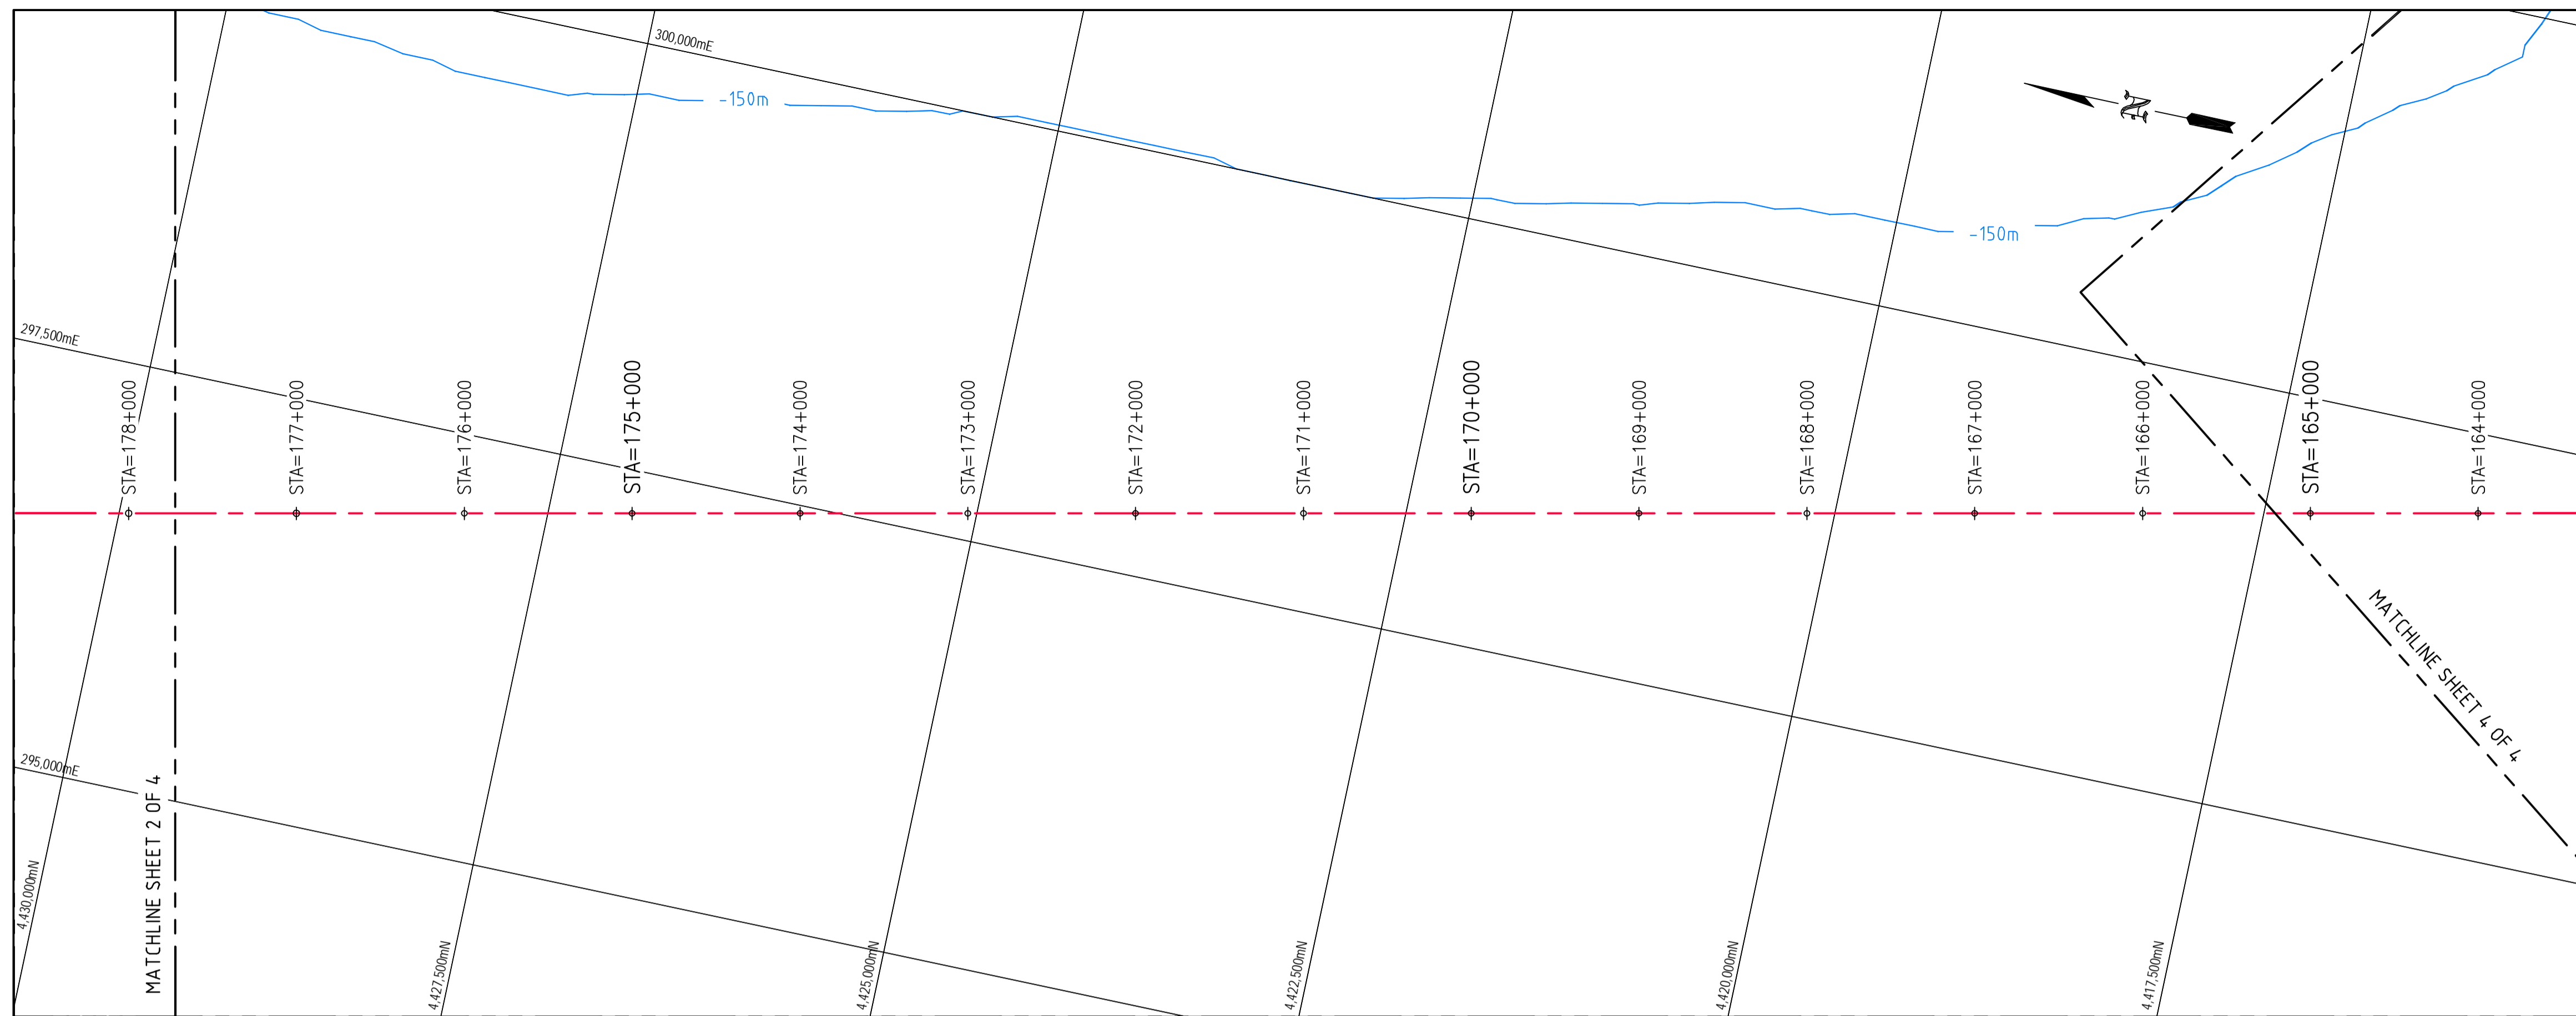 300,000mE
-150m
N
-150m
297,500mE
STA=178+000
STA=177+000
STA=176+000
STA=175+000
STA=174+000
STA=173+000
STA=172+000
STA=171+000
STA=170+000
STA=169+000
STA=168+000
STA=167+000
STA=166+000
STA=165+000
STA=164+000
295,000mE
MATCHLINE SHEET 2 OF 4
MATCHLINE SHEET 4 OF 4
4,430,000mN
4,427,500mN
4,425,000mN
4,422,500mN
4,420,000mN
4,417,500mN